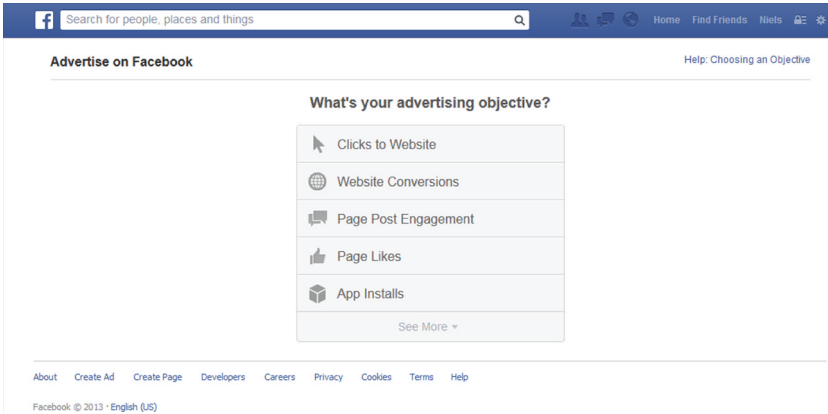 f Search for people, places and things Home Find Friends Niels
Advertise on Facebook Help: Choosing an Objective
What's your advertising objective?
Clicks to Website
Website Conversions
Page Post Engagement
Page Likes
App Installs
See More
About Create Ad Create Page Developers Careers Privacy Cookies Terms Help
Facebook © 2013 · English (US)